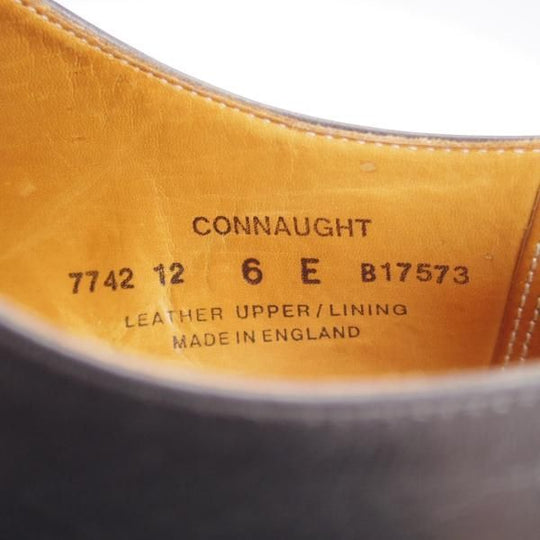 CONNAUGHT
7742 12 6 E B17573
LEATHER UPPER/LINING
MADE IN ENGLAND